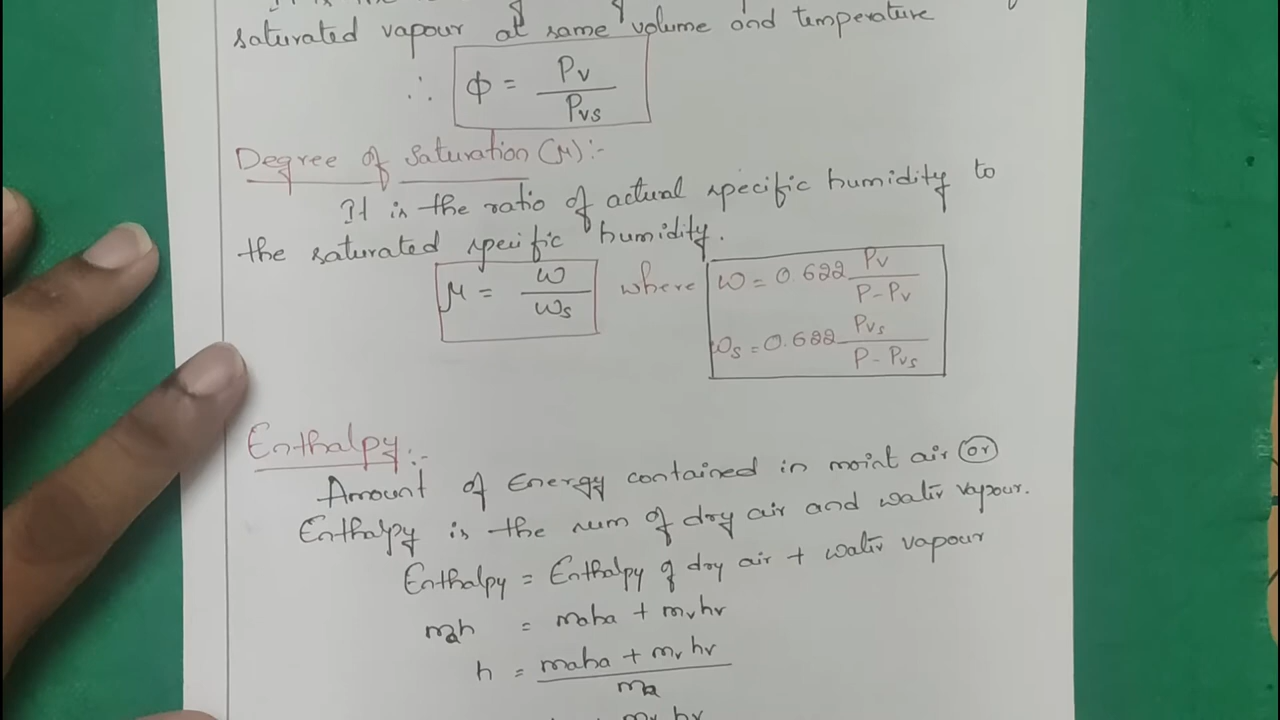 saturated vapour at same volume and temperature
∴ ϕ = Pv / Pvs
Degree of Saturation (μ):-
It is the ratio of actual specific humidity to
the saturated specific humidity.
μ = ω / ωs where ω = 0.622 Pv / P-Pv
ωs = 0.622 Pvs / P-Pvs
Enthalpy:-
Amount of Energy contained in moist air or
Enthalpy is the sum of dry air and water vapour.
Enthalpy = Enthalpy of dry air + water vapour
mah = maha + mvhv
h = maha + mvhv / ma
mv hv